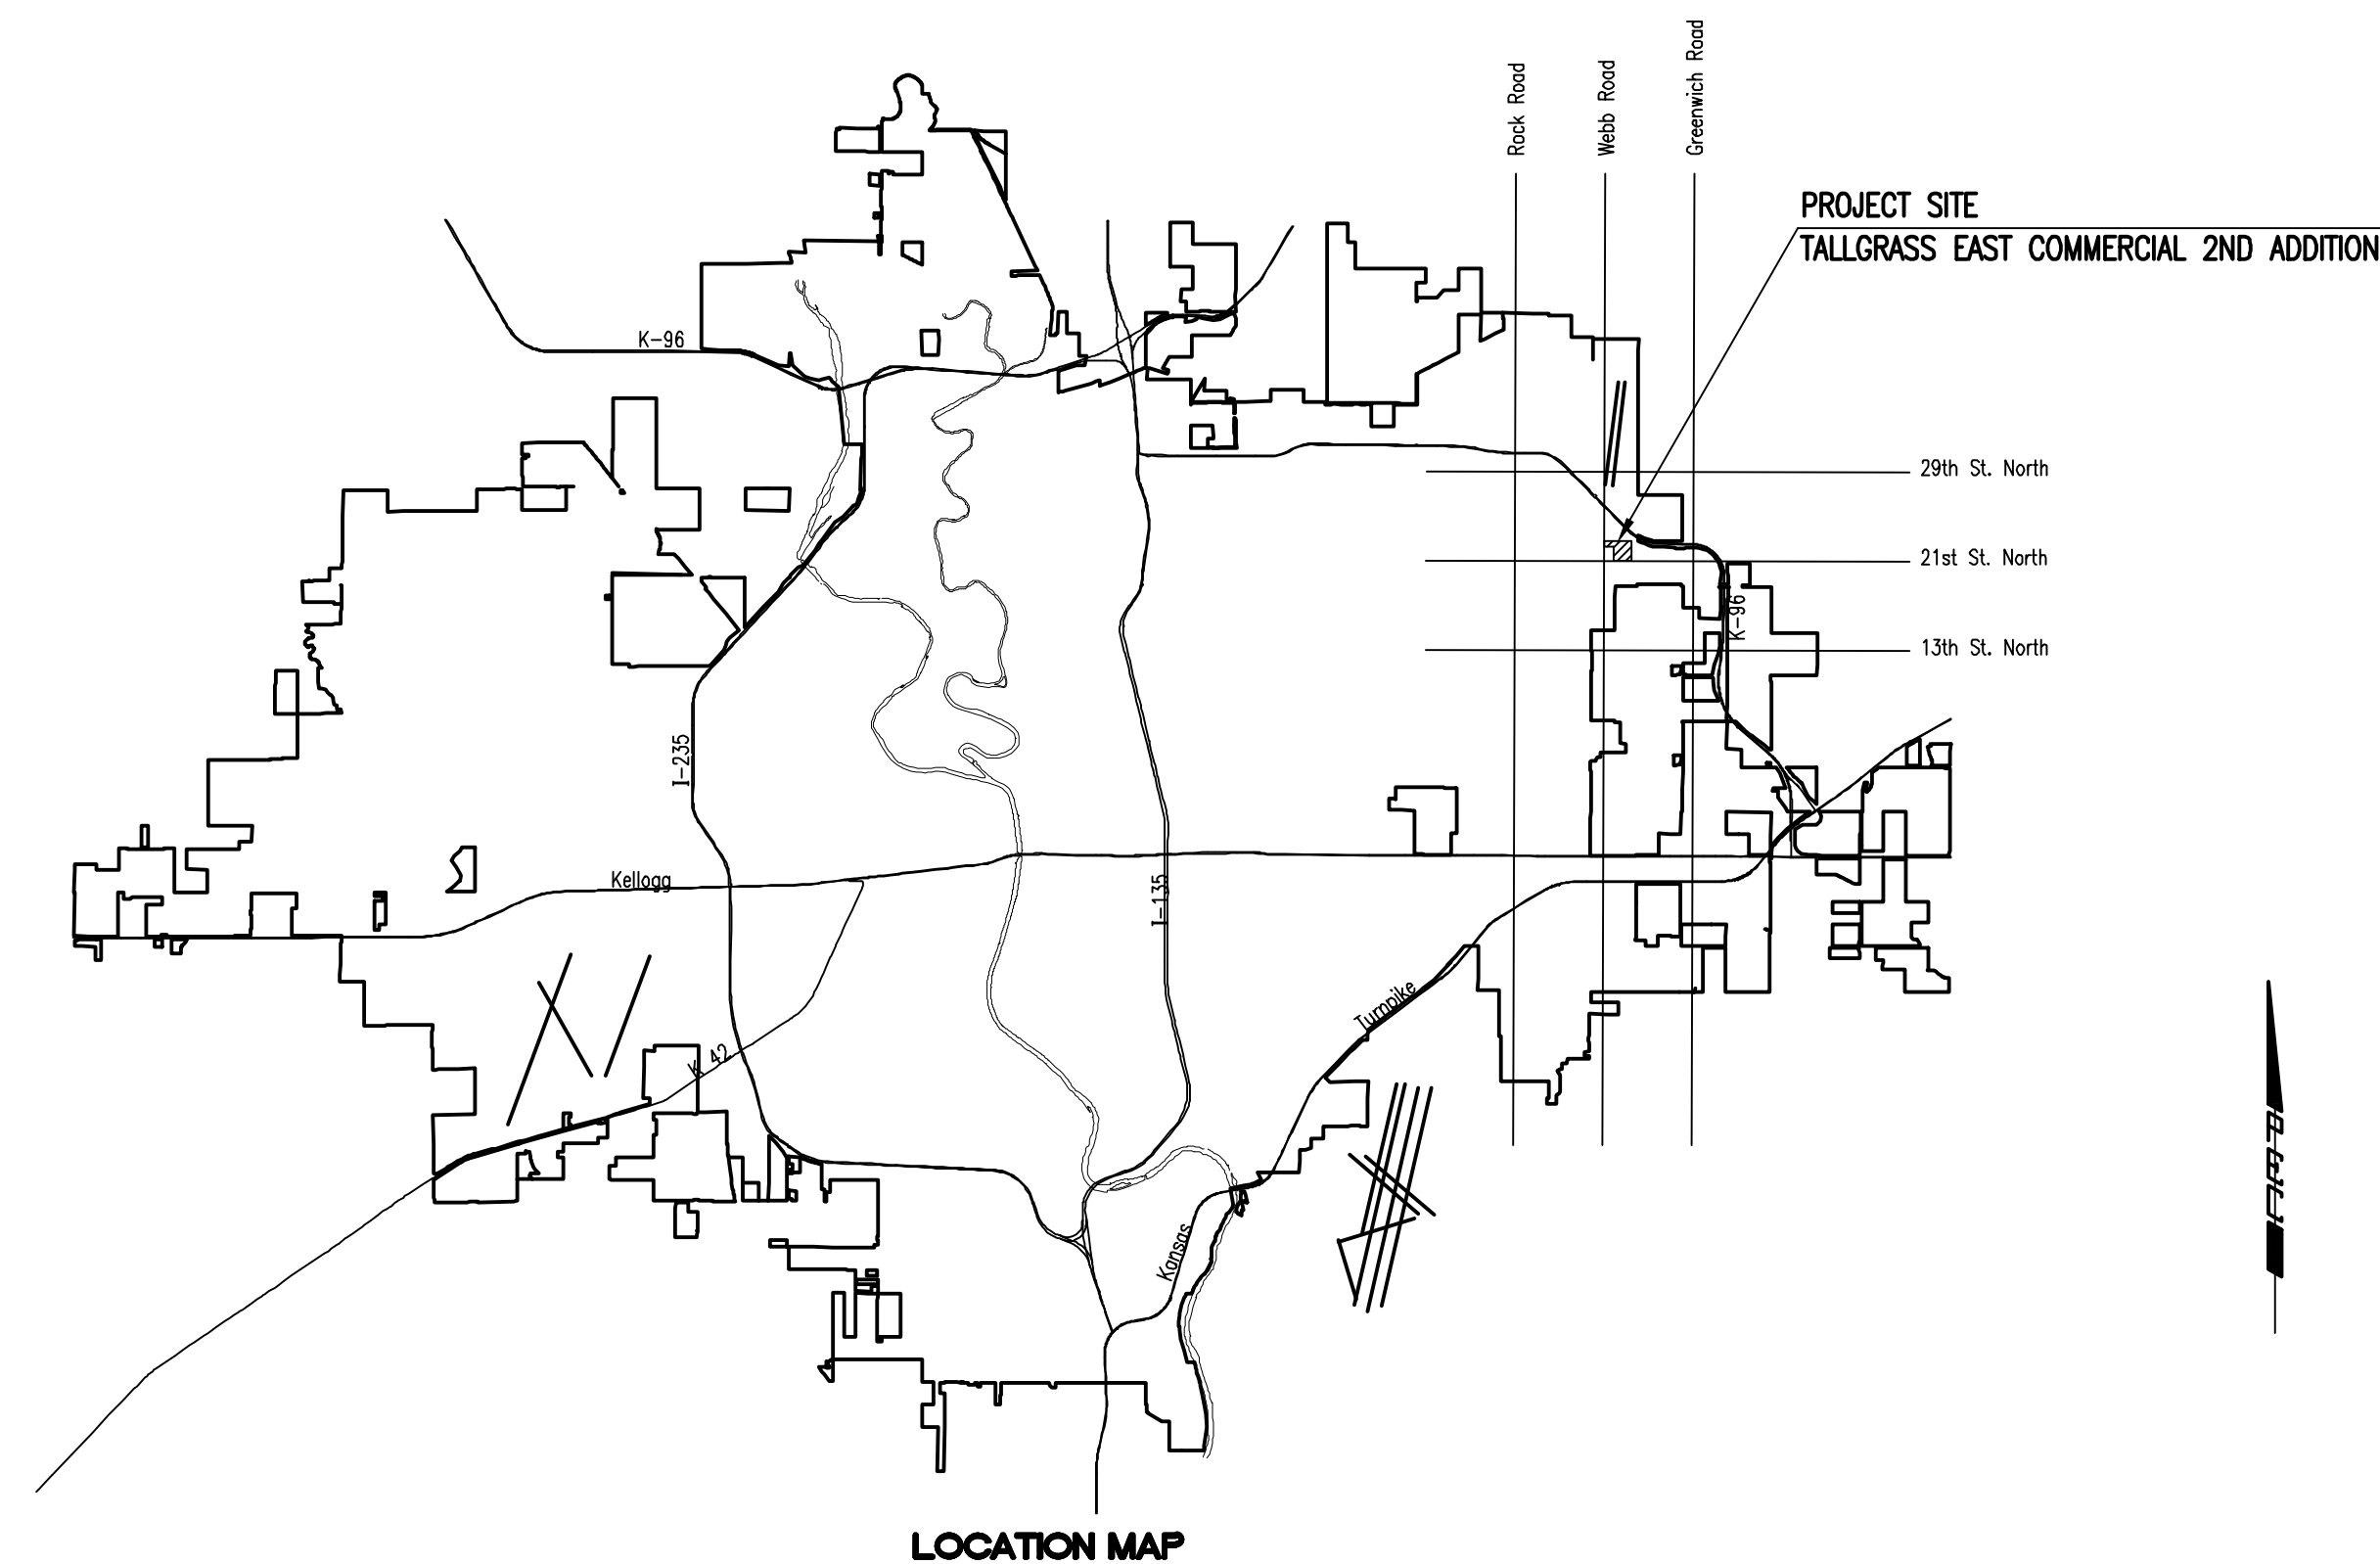 Rock Road
Webb Road
Greenwich Road
PROJECT SITE
TALLGRASS EAST COMMERCIAL 2ND ADDITION
K-96
29th St. North
21st St. North
K-96
13th St. North
I-235
Kellogg
I-135
Turnpike
K 42
Kansas
LOCATION MAP